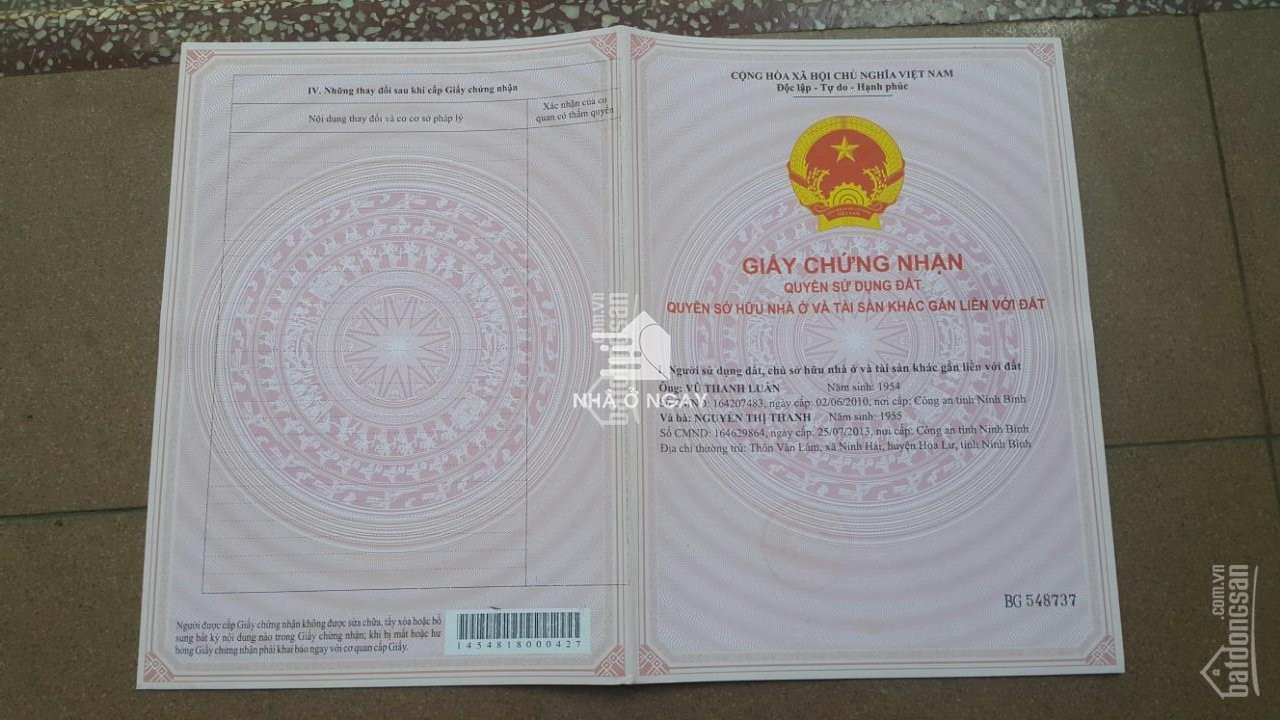 IV. Những thay đổi sau khi cấp Giấy chứng nhận
Nội dung thay đổi và cơ cơ sở pháp lý
Xác nhận của cơ
quan có thẩm quyền
Người được cấp Giấy chứng nhận không được sửa chữa, tẩy xóa hoặc bổ
sung bất kỳ nội dung nào trong Giấy chứng nhận; khi bị mất hoặc hư
hỏng Giấy chứng nhận phải khai báo ngay với cơ quan cấp Giấy.
1454818000427
CỘNG HÒA XÃ HỘI CHỦ NGHĨA VIỆT NAM
Độc lập - Tự do - Hạnh phúc
GIẤY CHỨNG NHẬN
QUYỀN SỬ DỤNG ĐẤT
QUYỀN SỞ HỮU NHÀ Ở VÀ TÀI SẢN KHÁC GẮN LIỀN VỚI ĐẤT
I. Người sử dụng đất, chủ sở hữu nhà ở và tài sản khác gắn liền với đất
Ông: VŨ THANH LUÂN Năm sinh: 1954
164207483, ngày cấp: 02/06/2010, nơi cấp: Công an tỉnh Ninh Bình
Và bà: NGUYỄN THỊ THANH Năm sinh: 1955
Số CMND: 164629864, ngày cấp: 25/07/2013, nơi cấp: Công an tỉnh Ninh Bình
Địa chỉ thường trú: Thôn Văn Lâm, xã Ninh Hải, huyện Hoa Lư, tỉnh Ninh Bình
BG 548737
NHÀ Ở NGAY
batdongsan.com.vn
batdongsan.com.vn